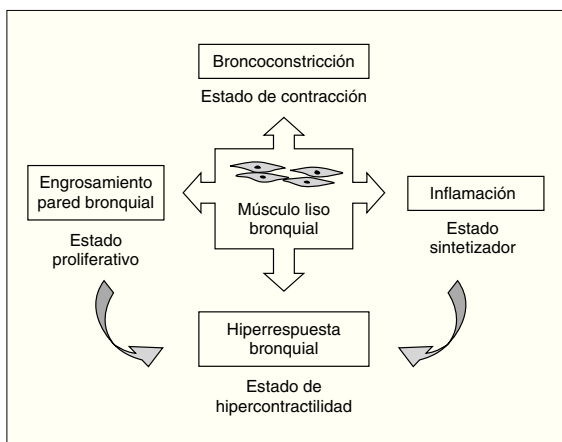 Broncoconstricción
Estado de contracción
Engrosamiento
pared bronquial
Estado
proliferativo
Músculo liso
bronquial
Inflamación
Estado
sintetizador
Hiperrespuesta
bronquial
Estado de
hipercontractilidad